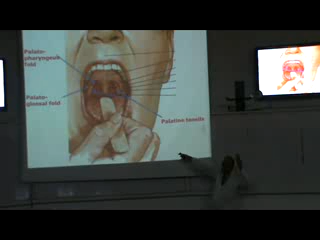 Palato-
pharyngeal
fold
Palato-
glossal fold
Palatine tonsils